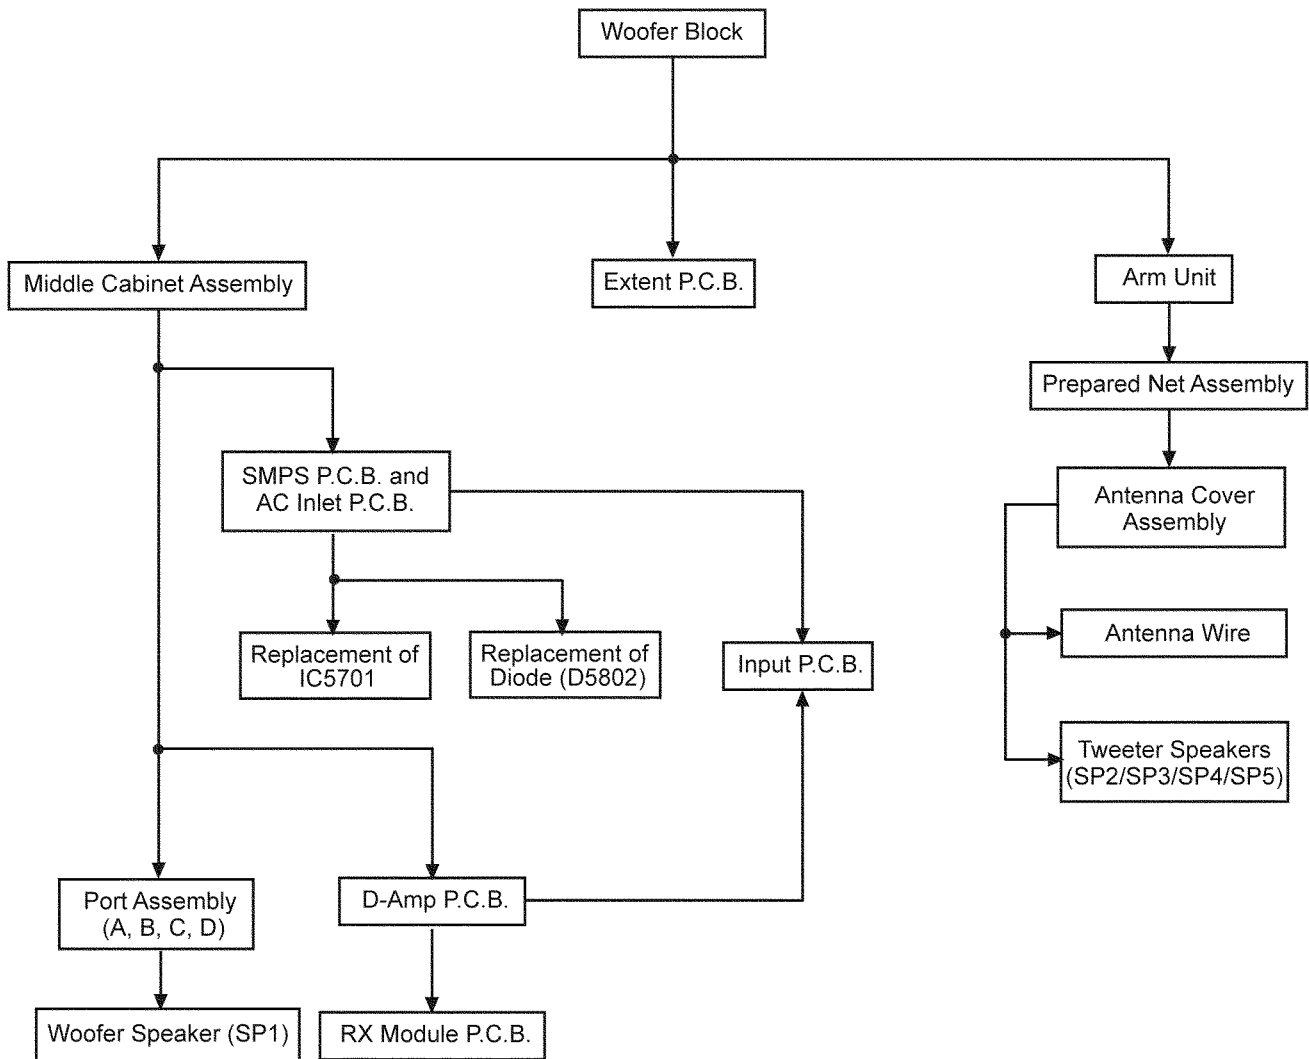 Woofer Block
Middle Cabinet Assembly
Extent P.C.B.
Arm Unit
Prepared Net Assembly
SMPS P.C.B. and
AC Inlet P.C.B.
Antenna Cover
Assembly
Replacement of
IC5701
Replacement of
Diode (D5802)
Input P.C.B.
Antenna Wire
Tweeter Speakers
(SP2/SP3/SP4/SP5)
Port Assembly
(A, B, C, D)
D-Amp P.C.B.
Woofer Speaker (SP1)
RX Module P.C.B.